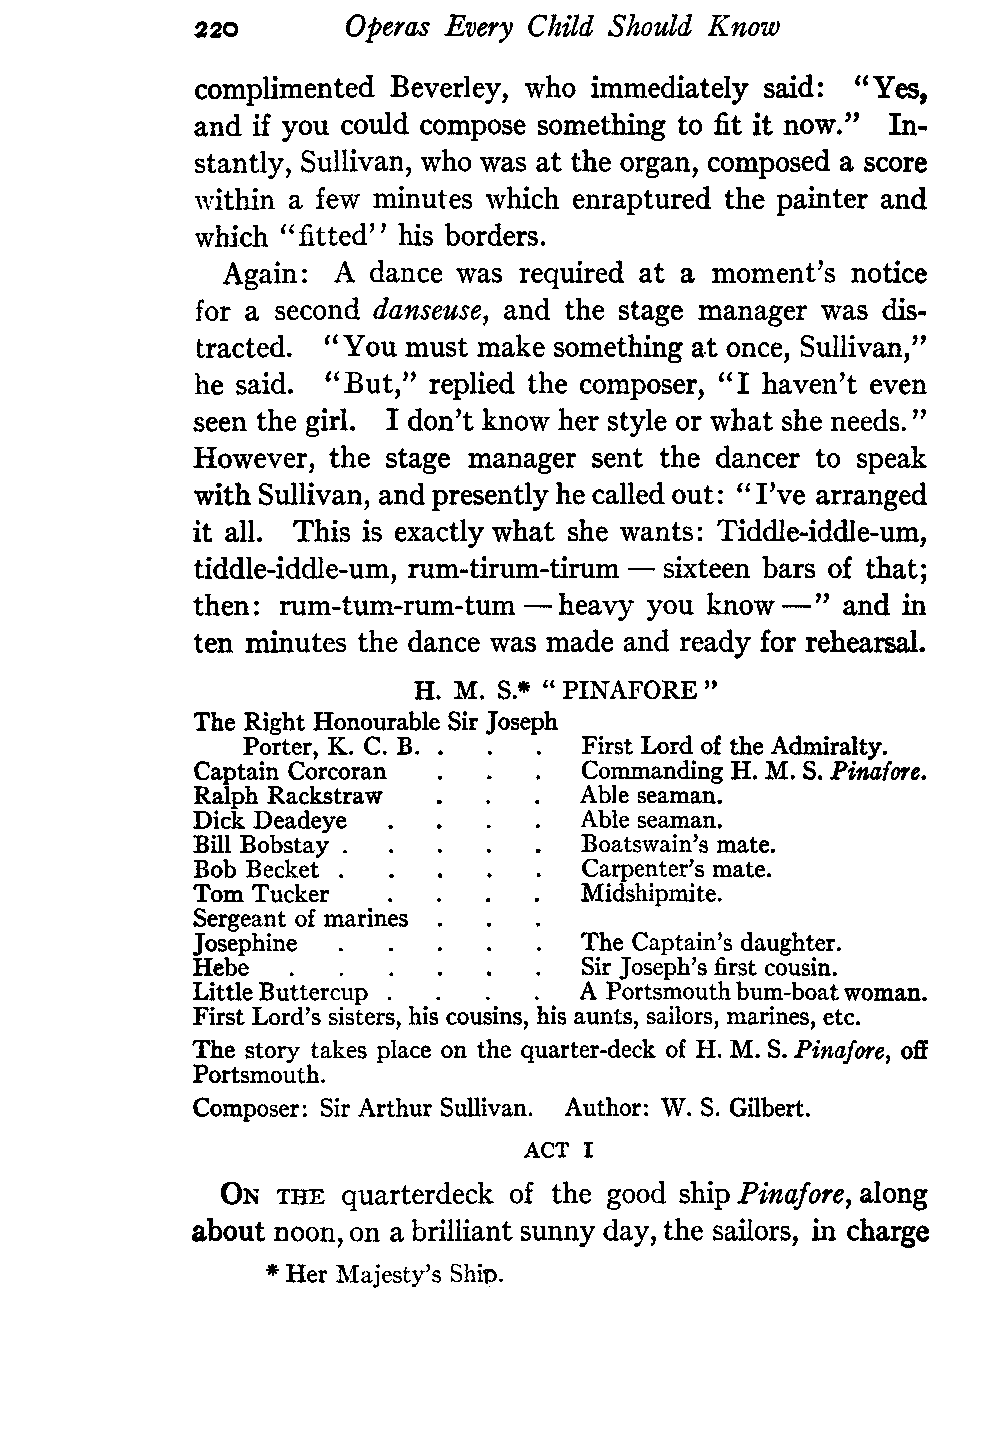 220 Operas Every Child Should Know
complimented Beverley, who immediately said: "Yes,
and if you could compose something to fit it now." In-
stantly, Sullivan, who was at the organ, composed a score
within a few minutes which enraptured the painter and
which "fitted" his borders.
Again: A dance was required at a moment's notice
for a second danseuse, and the stage manager was dis-
tracted. "You must make something at once, Sullivan,"
he said. "But," replied the composer, "I haven't even
seen the girl. I don't know her style or what she needs."
However, the stage manager sent the dancer to speak
with Sullivan, and presently he called out: "I've arranged
it all. This is exactly what she wants: Tiddle-iddle-um,
tiddle-iddle-um, rum-tirum-tirum — sixteen bars of that;
then: rum-tum-rum-tum — heavy you know —" and in
ten minutes the dance was made and ready for rehearsal.
H. M. S.* "PINAFORE"
The Right Honourable Sir Joseph
Porter, K. C. B. . . . First Lord of the Admiralty.
Captain Corcoran . . . Commanding H. M. S. Pinafore.
Ralph Rackstraw . . . Able seaman.
Dick Deadeye . . . . Able seaman.
Bill Bobstay . . . . . Boatswain's mate.
Bob Becket . . . . . Carpenter's mate.
Tom Tucker . . . . Midshipmite.
Sergeant of marines . . .
Josephine . . . . . The Captain's daughter.
Hebe . . . . . . Sir Joseph's first cousin.
Little Buttercup . . . . A Portsmouth bum-boat woman.
First Lord's sisters, his cousins, his aunts, sailors, marines, etc.
The story takes place on the quarter-deck of H. M. S. Pinafore, off
Portsmouth.
Composer: Sir Arthur Sullivan. Author: W. S. Gilbert.
ACT I
ON THE quarterdeck of the good ship Pinafore, along
about noon, on a brilliant sunny day, the sailors, in charge
* Her Majesty's Ship.